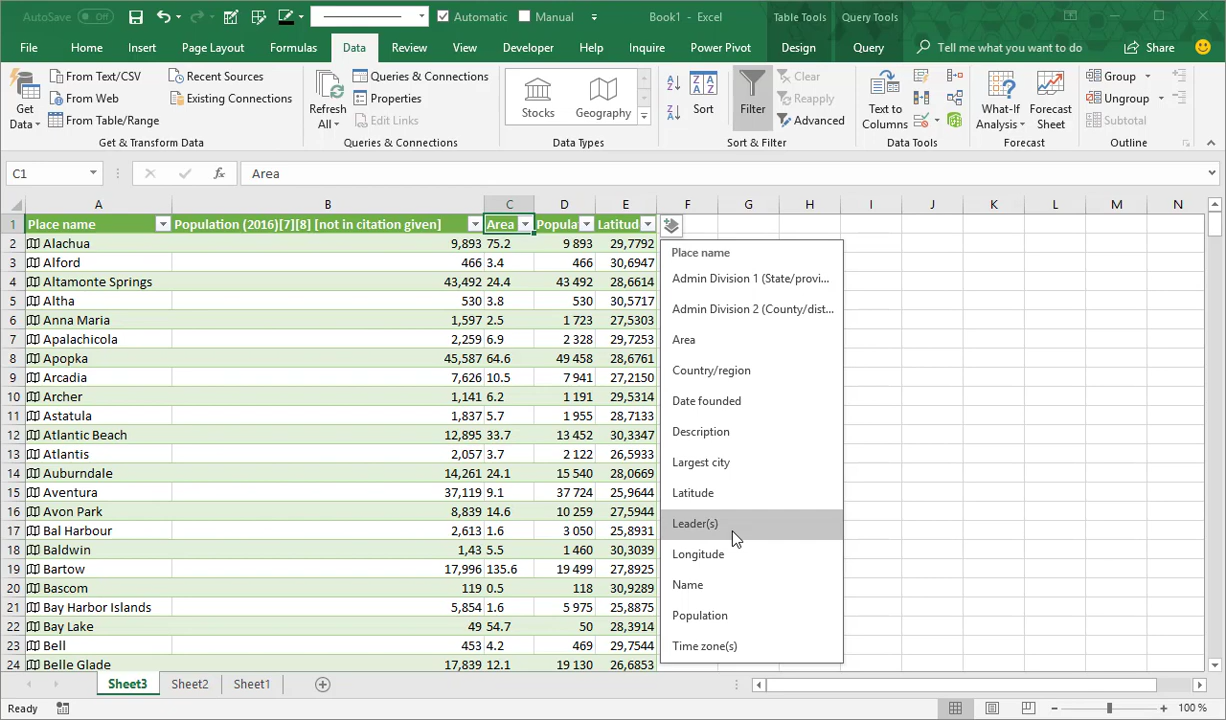 AutoSave Off Automatic Manual Book1 - Excel Table Tools Query Tools
File Home Insert Page Layout Formulas Data Review View Developer Help Inquire Power Pivot Design Query Tell me what you want to do Share
Get Data From Text/CSV Recent Sources Refresh All Queries & Connections Stocks Geography Sort Filter Clear Text to Columns What-If Analysis Forecast Sheet Group
From Web Existing Connections Properties Reapply Ungroup
From Table/Range Edit Links Advanced Subtotal
Get & Transform Data Queries & Connections Data Types Sort & Filter Data Tools Forecast Outline
C1 fx Area
A B C D E F G H I J K L M N
1 Place name Population (2016)[7][8] [not in citation given] Area Popula Latitud
2 Alachua 9,893 75.2 9 893 29,7792
3 Alford 466 3.4 466 30,6947
4 Altamonte Springs 43,492 24.4 43 492 28,6614
5 Altha 530 3.8 530 30,5717
6 Anna Maria 1,597 2.5 1 723 27,5303
7 Apalachicola 2,259 6.9 2 328 29,7253
8 Apopka 45,587 64.6 49 458 28,6761
9 Arcadia 7,626 10.5 7 941 27,2150
10 Archer 1,141 6.2 1 191 29,5314
11 Astatula 1,837 5.7 1 955 28,7133
12 Atlantic Beach 12,895 33.7 13 452 30,3347
13 Atlantis 2,057 3.7 2 122 26,5933
14 Auburndale 14,261 24.1 15 540 28,0669
15 Aventura 37,119 9.1 37 724 25,9644
16 Avon Park 8,839 14.6 10 259 27,5944
17 Bal Harbour 2,613 1.6 3 050 25,8931
18 Baldwin 1,43 5.5 1 460 30,3039
19 Bartow 17,996 135.6 19 499 27,8925
20 Bascom 119 0.5 118 30,9289
21 Bay Harbor Islands 5,854 1.6 5 975 25,8875
22 Bay Lake 49 54.7 50 28,3914
23 Bell 453 4.2 469 29,7544
24 Belle Glade 17,839 12.1 19 130 26,6853
Place name
Admin Division 1 (State/provi...
Admin Division 2 (County/dist...
Area
Country/region
Date founded
Description
Largest city
Latitude
Leader(s)
Longitude
Name
Population
Time zone(s)
Sheet3 Sheet2 Sheet1
Ready 100 %